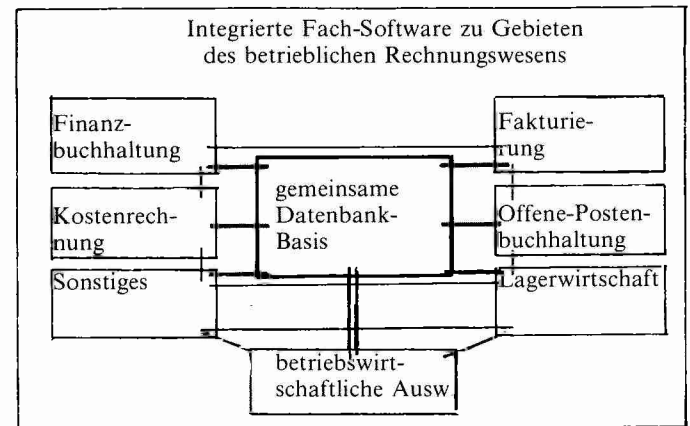 Integrierte Fach-Software zu Gebieten
des betrieblichen Rechnungswesens
Finanz-
buchhaltung
Fakturie-
rung
gemeinsame
Datenbank-
Basis
Kostenrech-
nung
Offene-Posten-
buchhaltung
Sonstiges
Lagerwirtschaft
betriebswirt-
schaftliche Ausw.